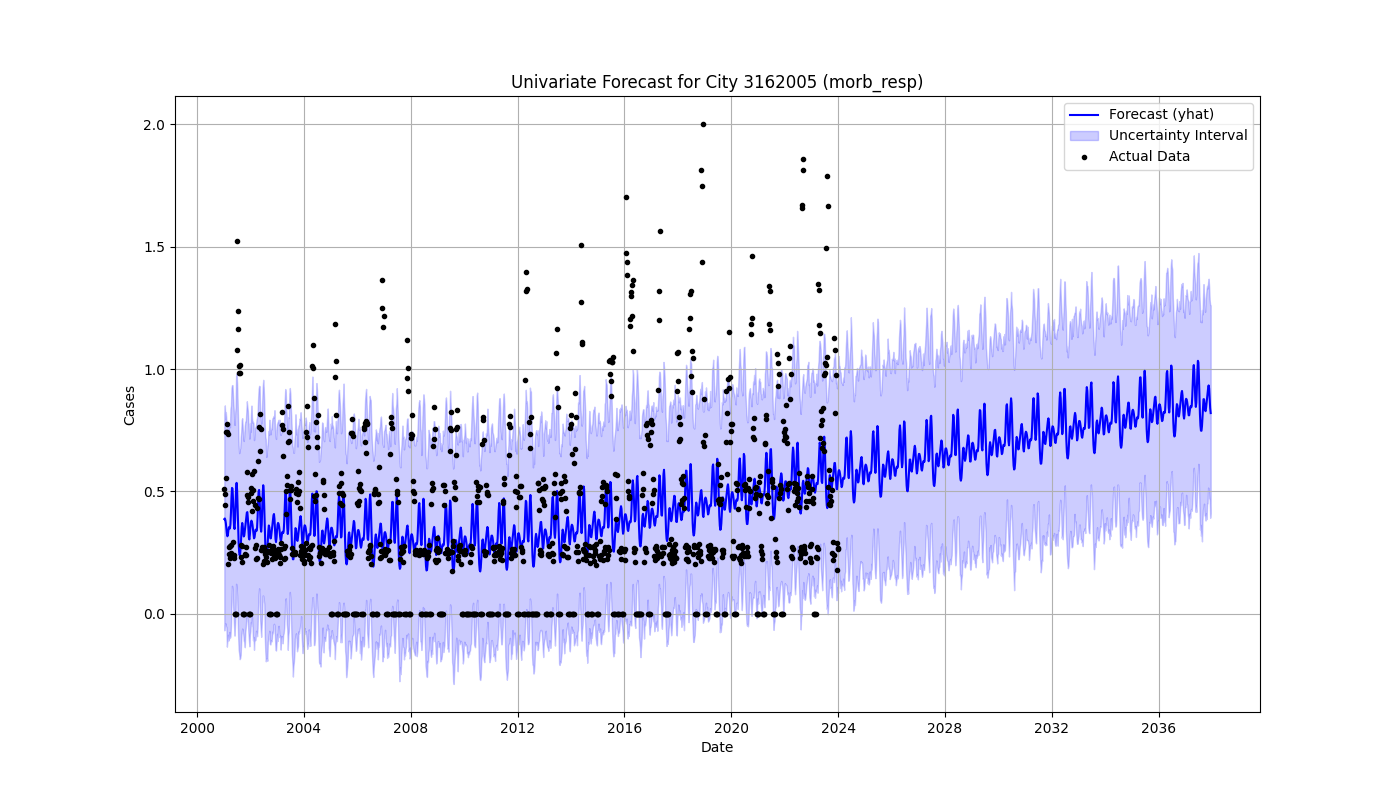 Univariate Forecast for City 3162005 (morb_resp)
Forecast (yhat)
Uncertainty Interval
Actual Data
Cases
2.0
1.5
1.0
0.5
0.0
2000 2004 2008 2012 2016 2020 2024 2028 2032 2036
Date